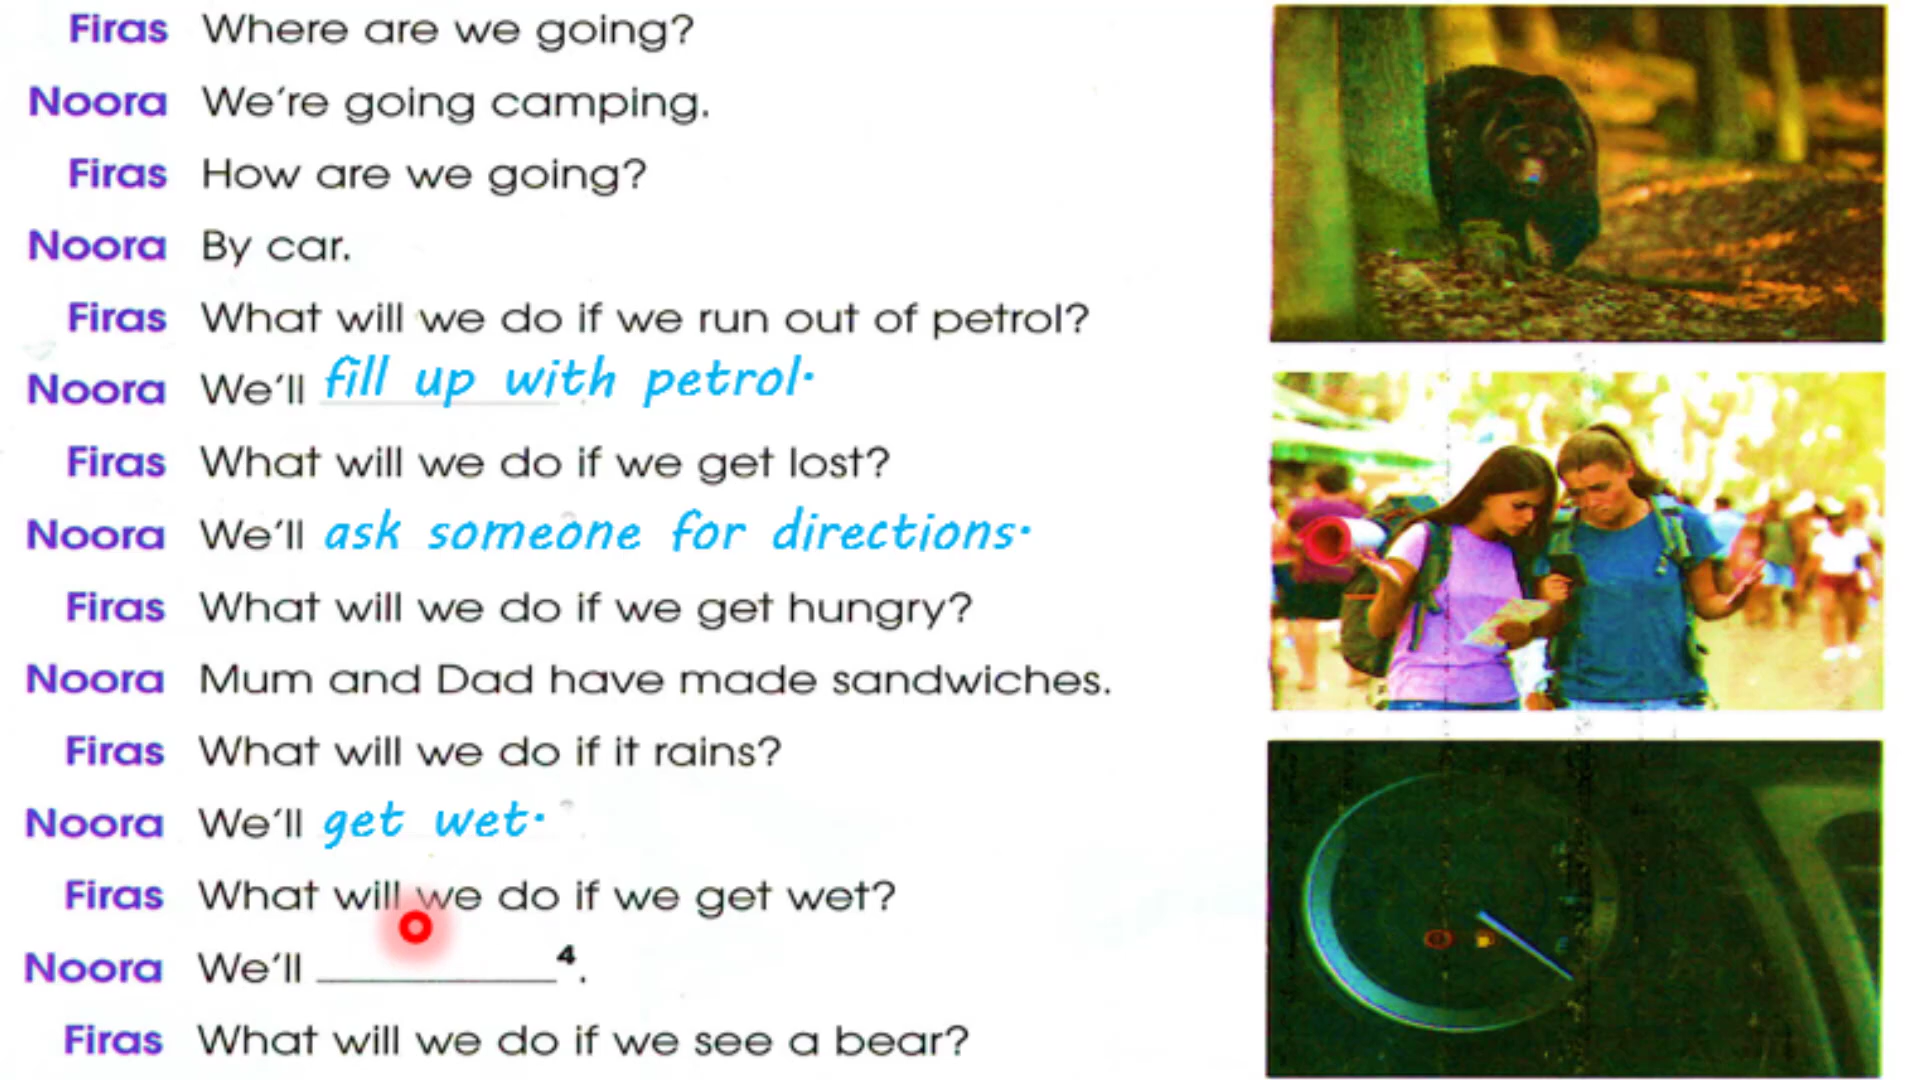 Firas Where are we going?
Noora We're going camping.
Firas How are we going?
Noora By car.
Firas What will we do if we run out of petrol?
Noora We'll fill up with petrol.
Firas What will we do if we get lost?
Noora We'll ask someone for directions.
Firas What will we do if we get hungry?
Noora Mum and Dad have made sandwiches.
Firas What will we do if it rains?
Noora We'll get wet.
Firas What will we do if we get wet?
Noora We'll __________ 4.
Firas What will we do if we see a bear?